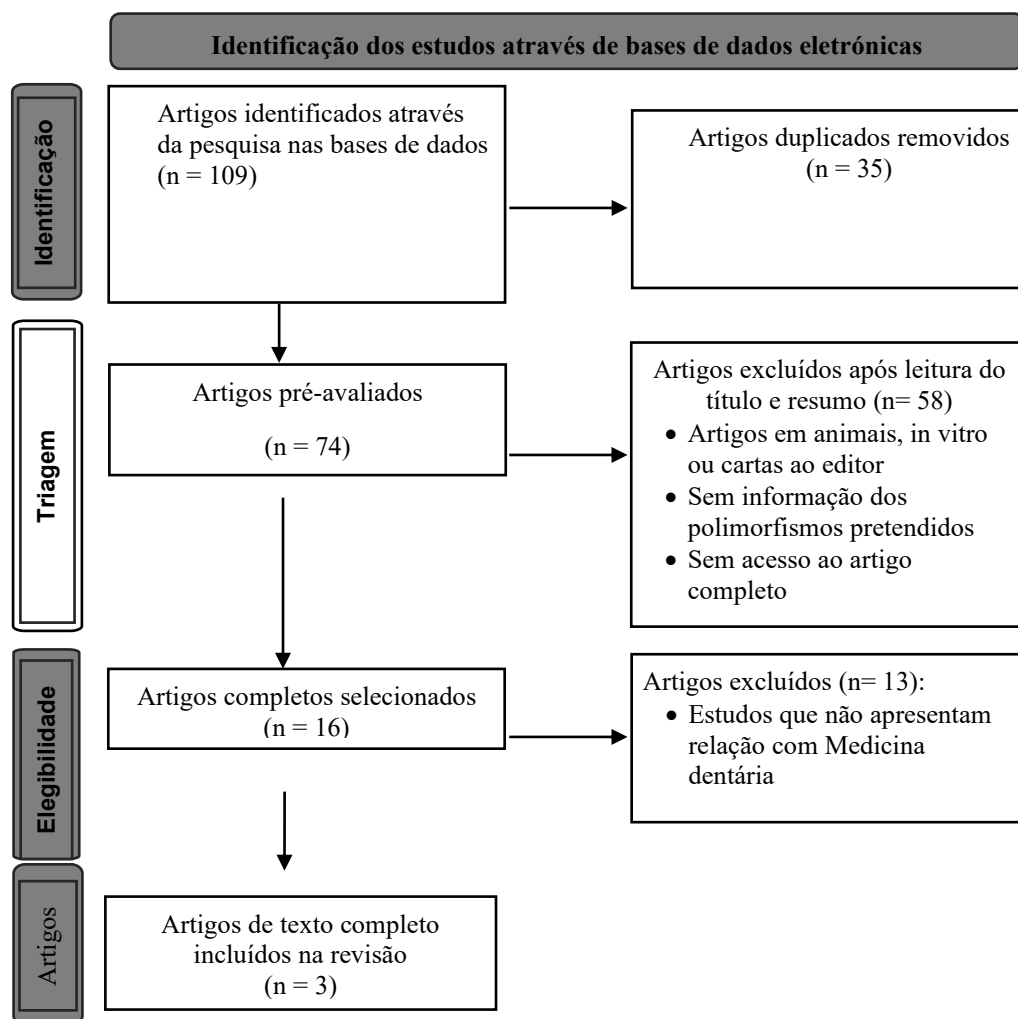 Identificação dos estudos através de bases de dados eletrónicas
Identificação
Artigos identificados através
da pesquisa nas bases de dados
(n = 109)
Artigos duplicados removidos
(n = 35)
Triagem
Artigos pré-avaliados
(n = 74)
Artigos excluídos após leitura do
título e resumo (n= 58)
• Artigos em animais, in vitro
ou cartas ao editor
• Sem informação dos
polimorfismos pretendidos
• Sem acesso ao artigo
completo
Elegibilidade
Artigos completos selecionados
(n = 16)
Artigos excluídos (n= 13):
• Estudos que não apresentam
relação com Medicina
dentária
Artigos
Artigos de texto completo
incluídos na revisão
(n = 3)